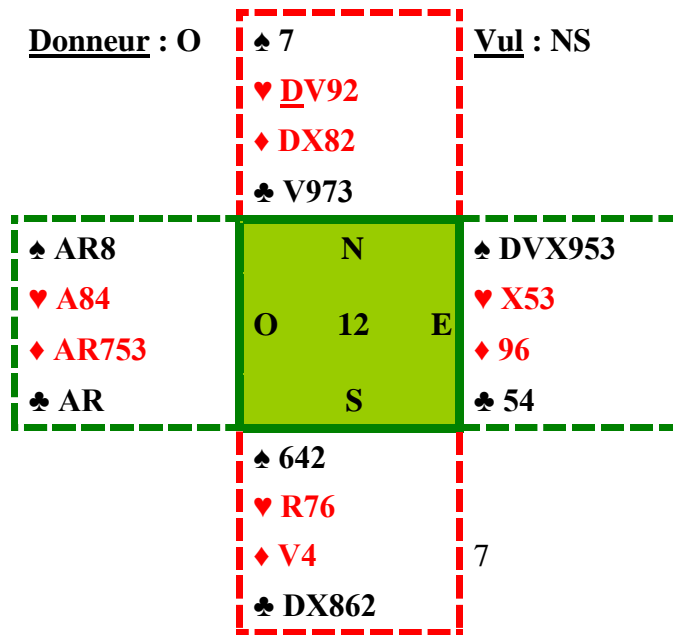 Donneur : O
♠ 7
Vul : NS
♥ DV92
♦ DX82
♣ V973
♠ AR8
N
♠ DVX953
♥ A84
♥ X53
O 12 E
♦ AR753
♦ 96
♣ AR
S
♣ 54
♠ 642
♥ R76
♦ V4
7
♣ DX862